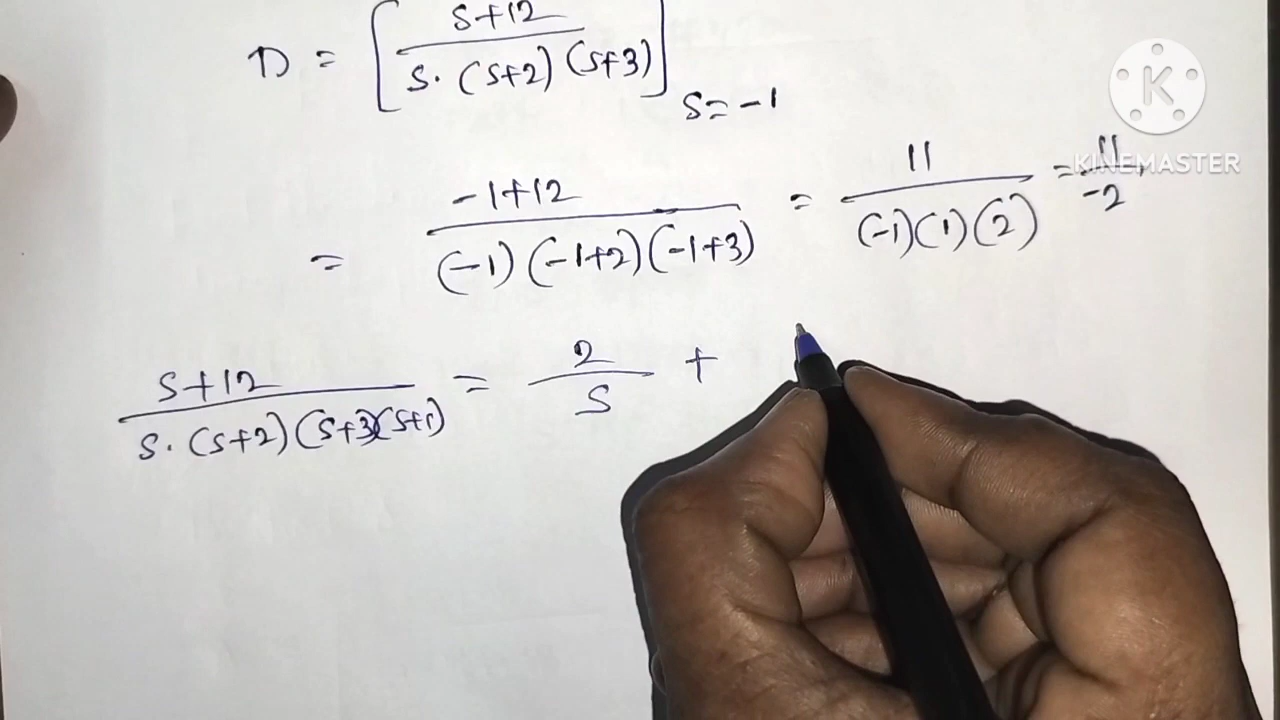 D = [ s+12 / s. (s+2) (s+3) ] s=-1
= -1+12 / (-1) (-1+2) (-1+3) = 11 / (-1) (1) (2) = 11 / -2
K
KINEMASTER
s+12 / s. (s+2) (s+3) (s+1) = 2 / s +